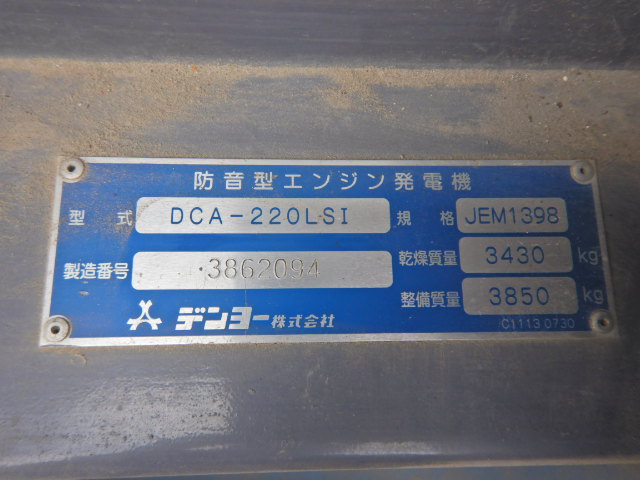 防音型エンジン発電機
型式 DCA-220LSI 規格 JEM1398
製造番号 3862094 乾燥質量 3430 kg
整備質量 3850 kg
デンヨー株式会社
C1113 0730